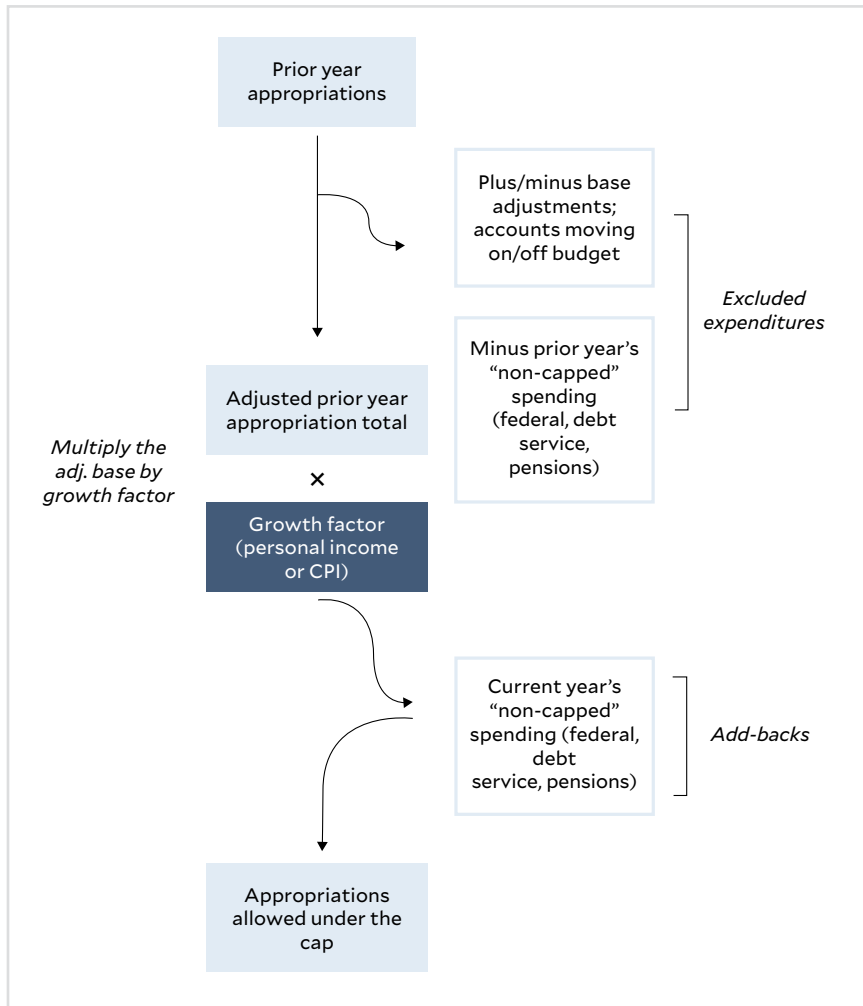 Prior year
appropriations
Plus/minus base
adjustments;
accounts moving
on/off budget
Excluded
expenditures
Minus prior year’s
“non-capped”
spending
(federal, debt
service,
pensions)
Adjusted prior year
appropriation total
Multiply the
adj. base by
growth factor
×
Growth factor
(personal income
or CPI)
Current year’s
“non-capped”
spending (federal,
debt
service, pensions)
Add-backs
Appropriations
allowed under the
cap